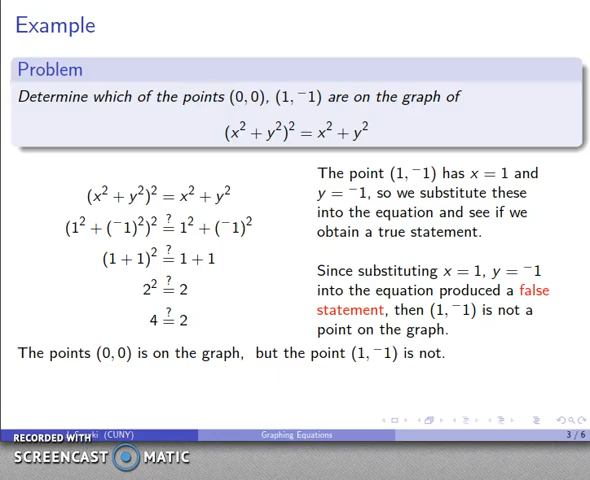 Example
Problem
Determine which of the points (0, 0), (1, ⁻1) are on the graph of
(x² + y²)² = x² + y²
(x² + y²)² = x² + y²
(1² + (⁻1)²)² ≟ 1² + (⁻1)²
(1 + 1)² ≟ 1 + 1
2² ≟ 2
4 ≟ 2
The point (1, ⁻1) has x = 1 and
y = ⁻1, so we substitute these
into the equation and see if we
obtain a true statement.
Since substituting x = 1, y = ⁻1
into the equation produced a false
statement, then (1, ⁻1) is not a
point on the graph.
The points (0, 0) is on the graph, but the point (1, ⁻1) is not.
(CUNY)
Graphing Equations
3 / 6
RECORDED WITH
SCREENCAST MATIC